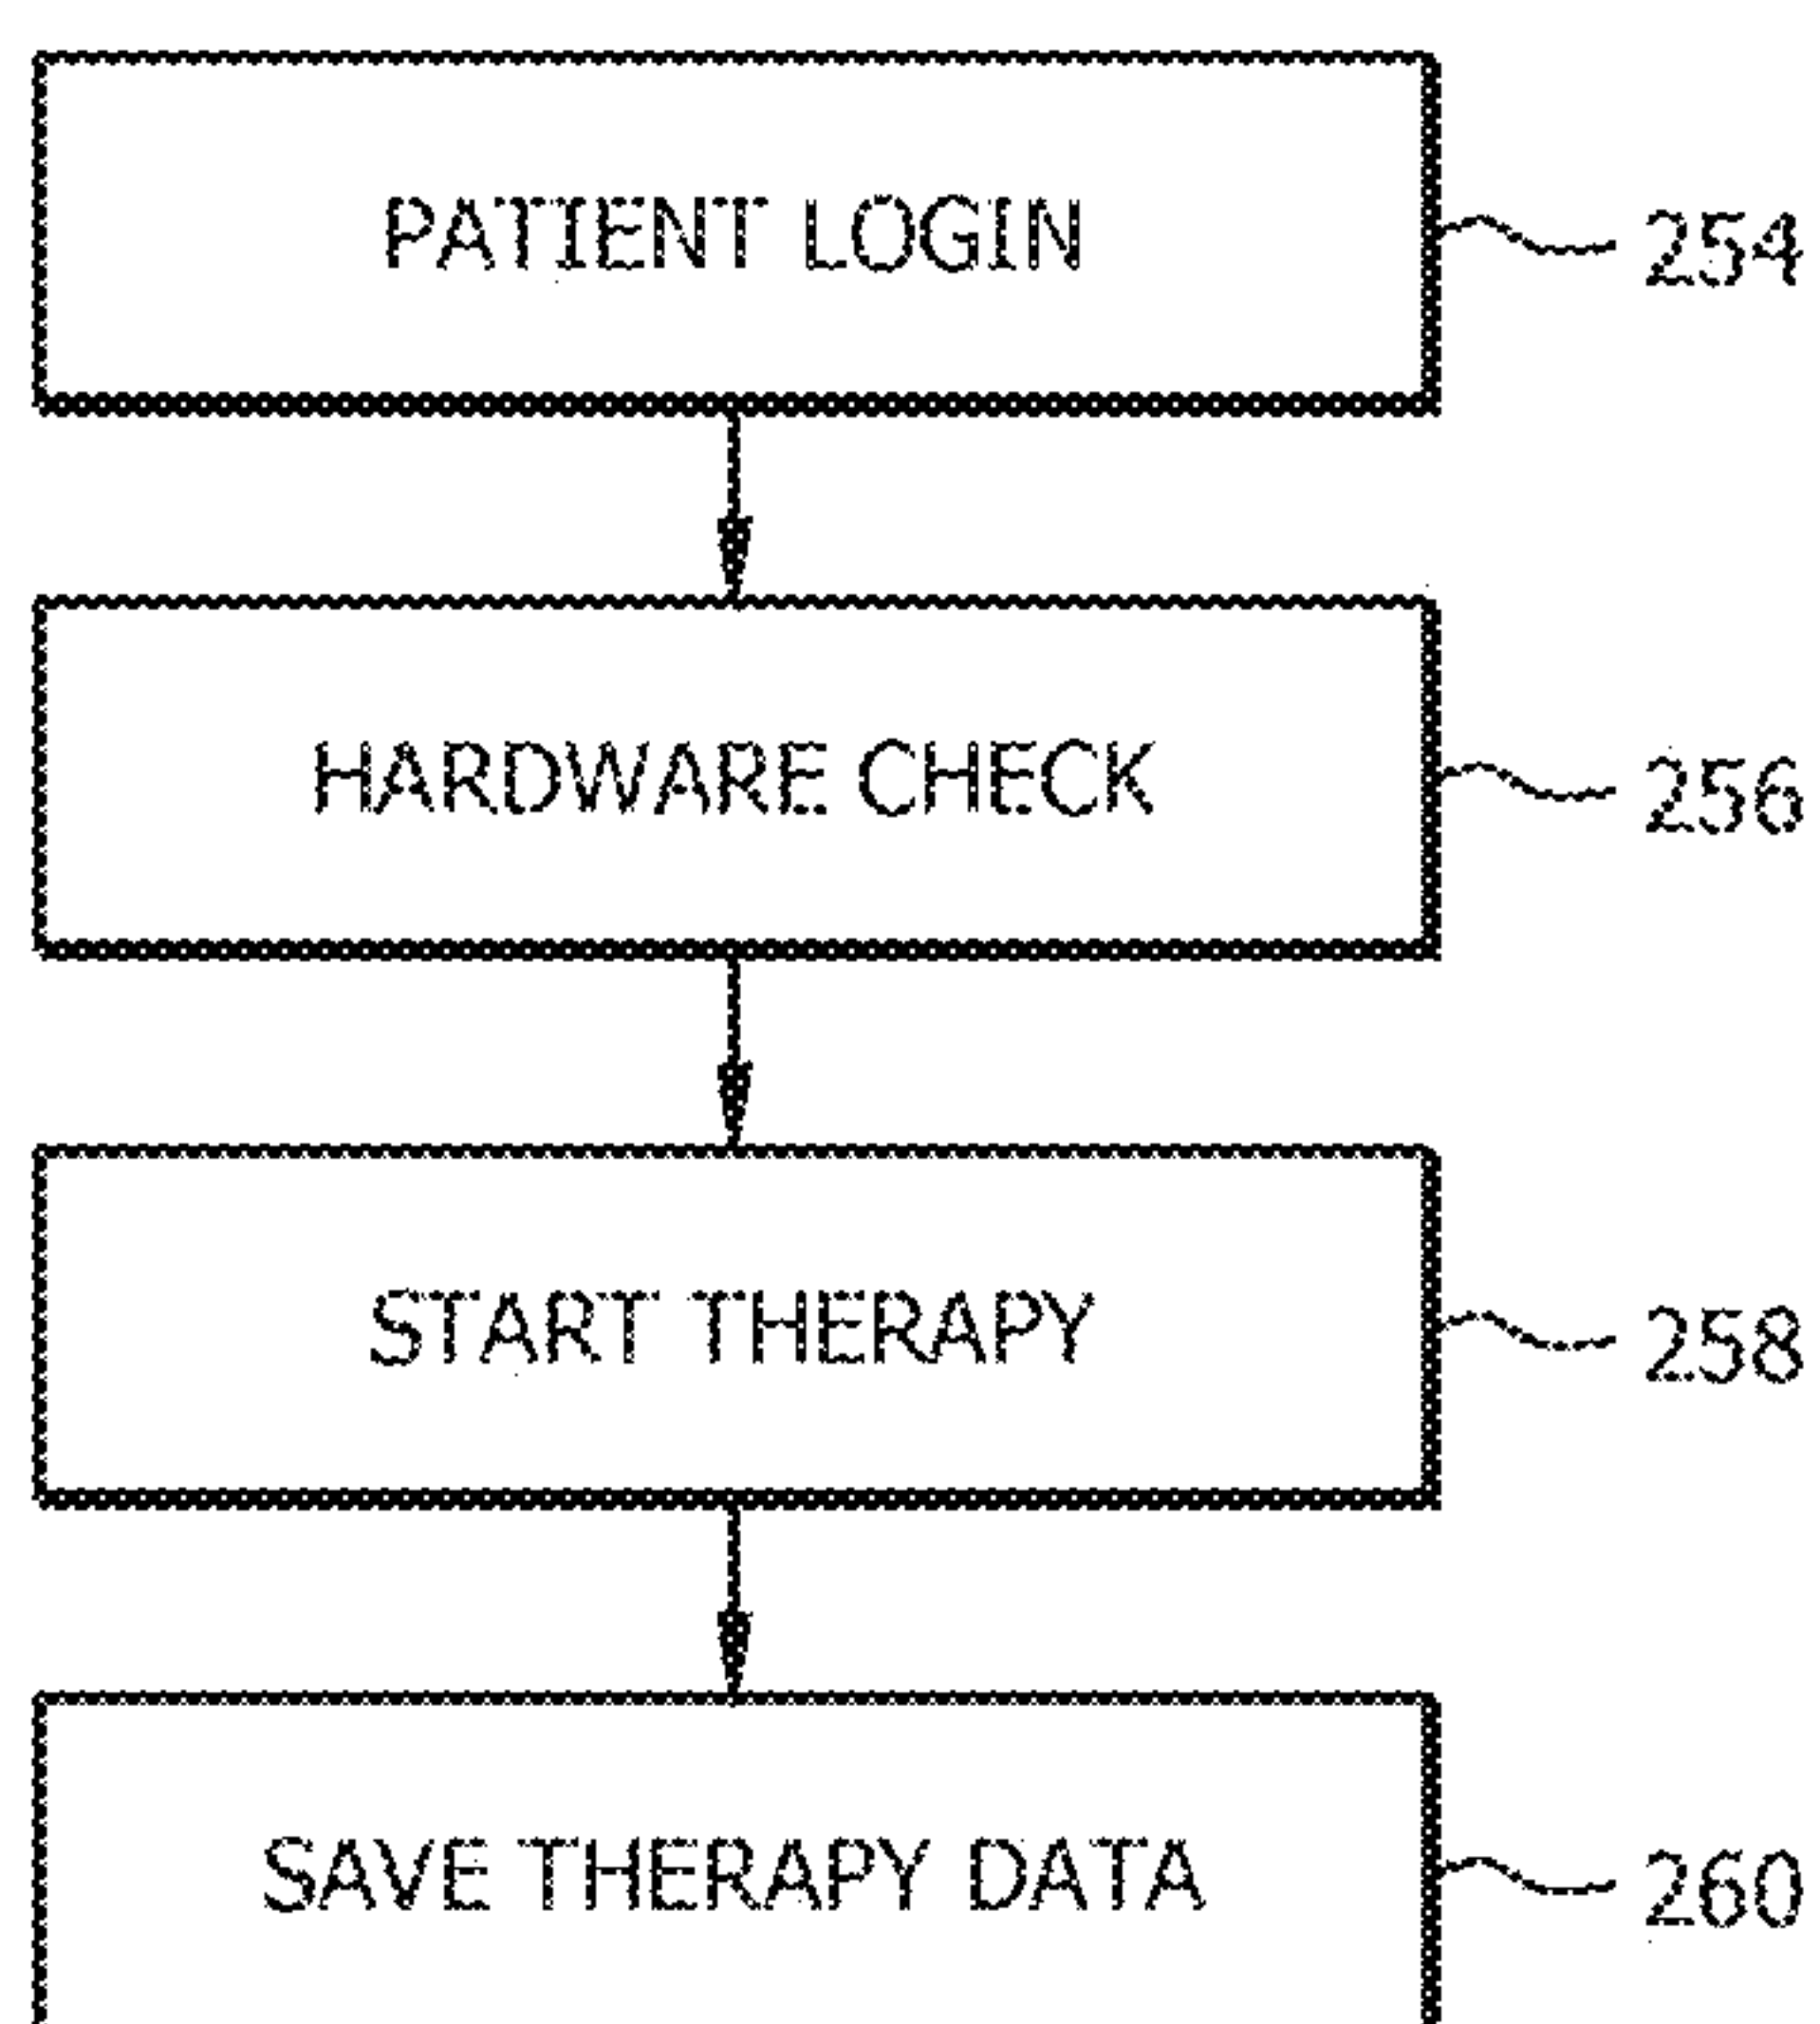 PATIENT LOGIN
254
HARDWARE CHECK
256
START THERAPY
258
SAVE THERAPY DATA
260